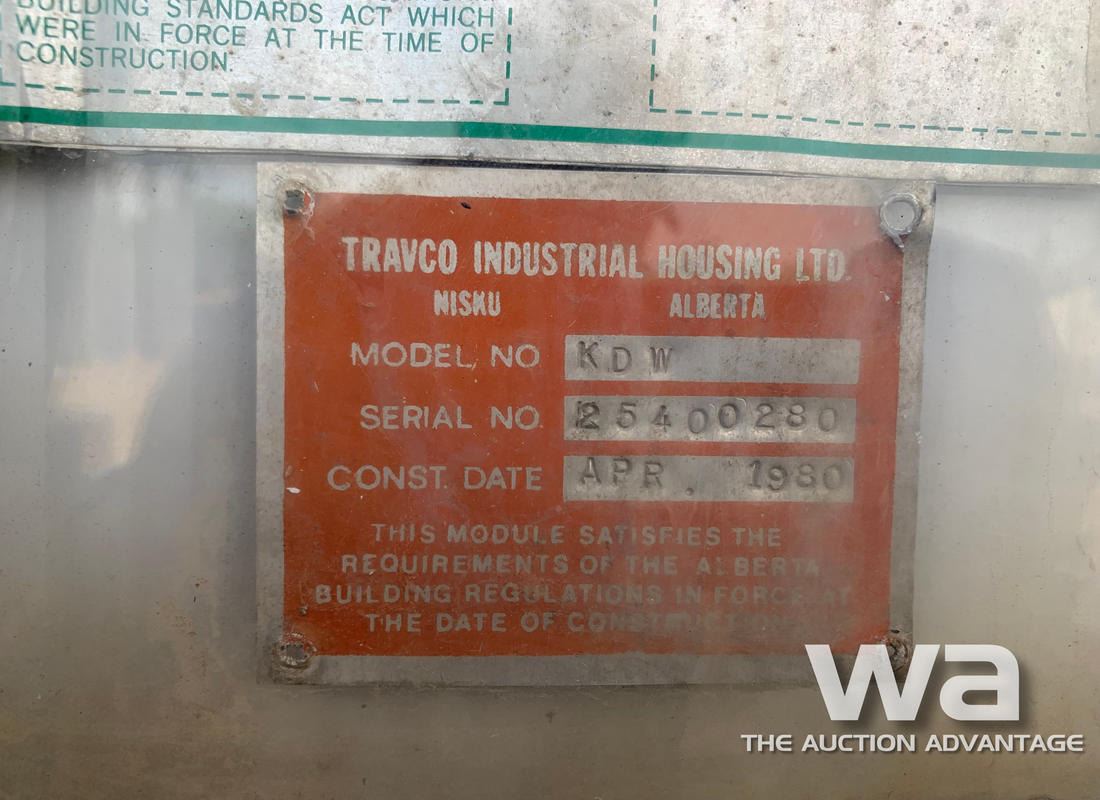 BUILDING STANDARDS ACT WHICH
WERE IN FORCE AT THE TIME OF
CONSTRUCTION.
TRAVCO INDUSTRIAL HOUSING LTD.
NISKU ALBERTA
MODEL NO KDW
SERIAL NO. 25400280
CONST. DATE APR. 1980
THIS MODULE SATISFIES THE
REQUIREMENTS OF THE ALBERTA
BUILDING REGULATIONS IN FORCE AT
THE DATE OF CONSTRUCTION
wa
THE AUCTION ADVANTAGE